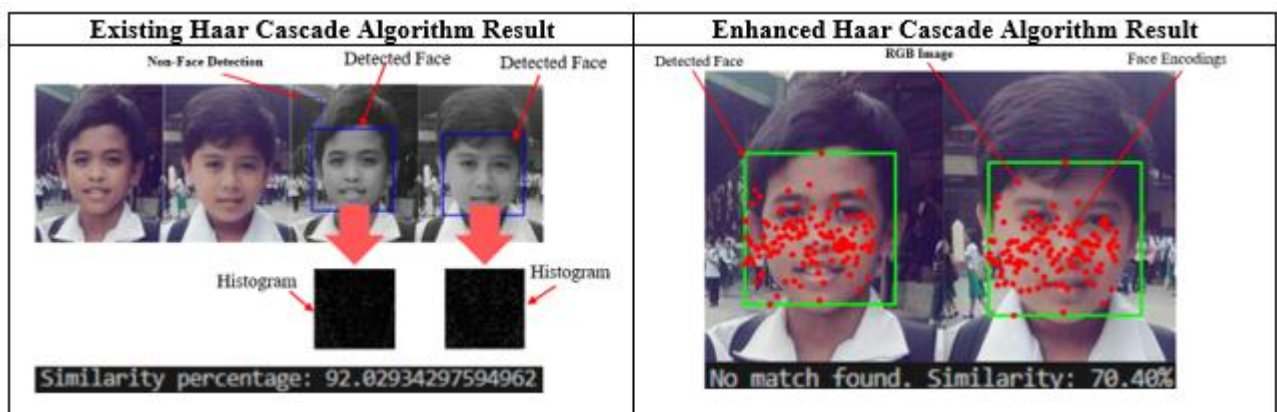 Existing Haar Cascade Algorithm Result
Non-Face Detection
Detected Face
Detected Face
Histogram
Histogram
Similarity percentage: 92.02934297594962
Enhanced Haar Cascade Algorithm Result
Detected Face
RGB Image
Face Encodings
No match found. Similarity: 70.40%